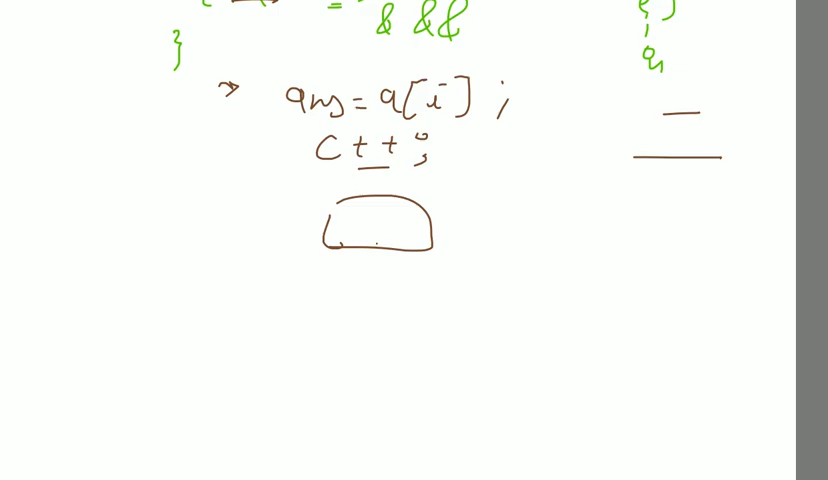 & &&
}
ans = a[i] ;
c++ ;